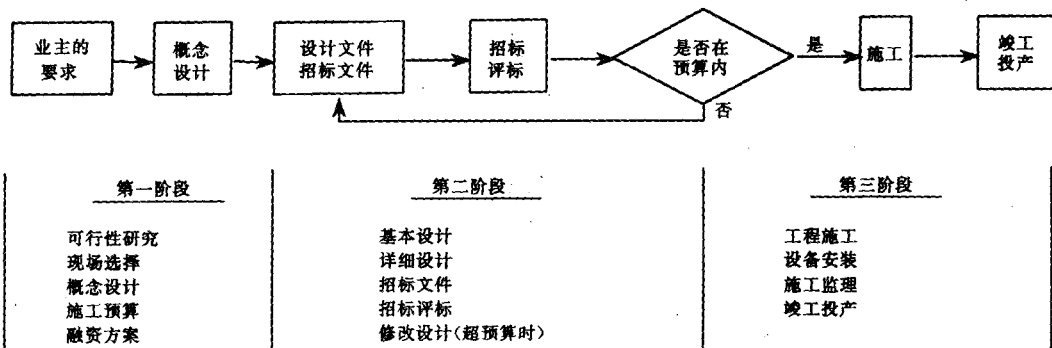 业主的
要求
概念
设计
设计文件
招标文件
招标
评标
是否在
预算内
是
否
施工
竣工
投产
第一阶段
可行性研究
现场选择
概念设计
施工预算
融资方案
第二阶段
基本设计
详细设计
招标文件
招标评标
修改设计(超预算时)
第三阶段
工程施工
设备安装
施工监理
竣工投产